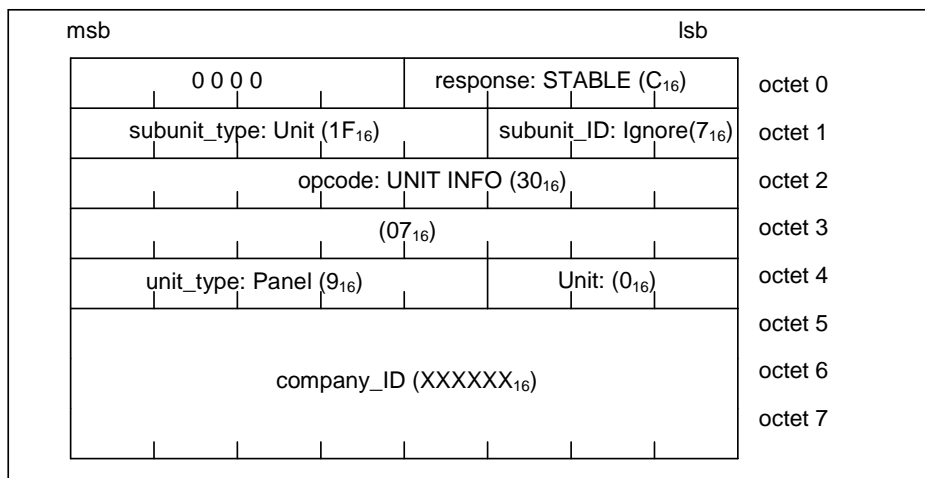 msb lsb
0 0 0 0 response: STABLE (C₁₆) octet 0
subunit_type: Unit (1F₁₆) subunit_ID: Ignore(7₁₆) octet 1
opcode: UNIT INFO (30₁₆) octet 2
(07₁₆) octet 3
unit_type: Panel (9₁₆) Unit: (0₁₆) octet 4
octet 5
company_ID (XXXXXX₁₆) octet 6
octet 7